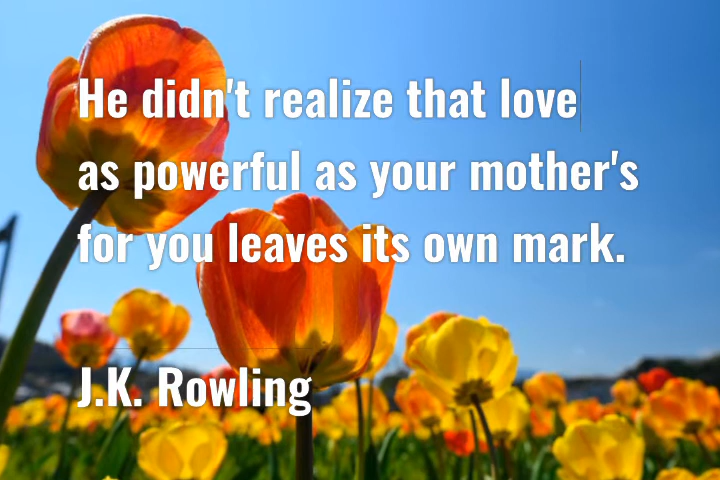 He didn't realize that love
as powerful as your mother's
for you leaves its own mark.
J.K. Rowling